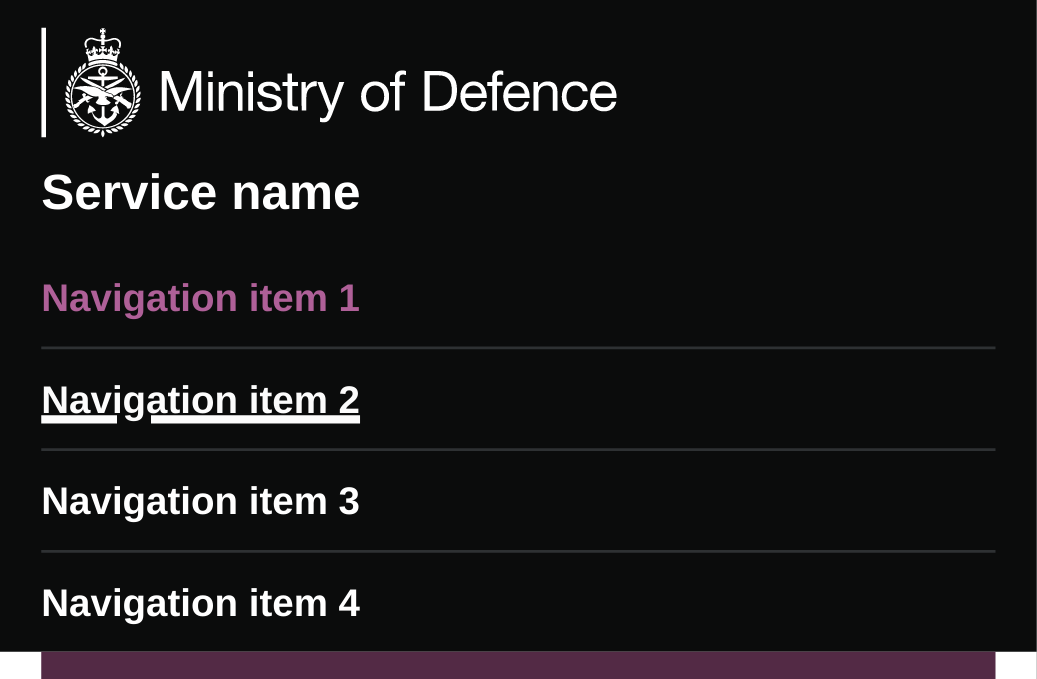 Ministry of Defence
Service name
Navigation item 1
Navigation item 2
Navigation item 3
Navigation item 4